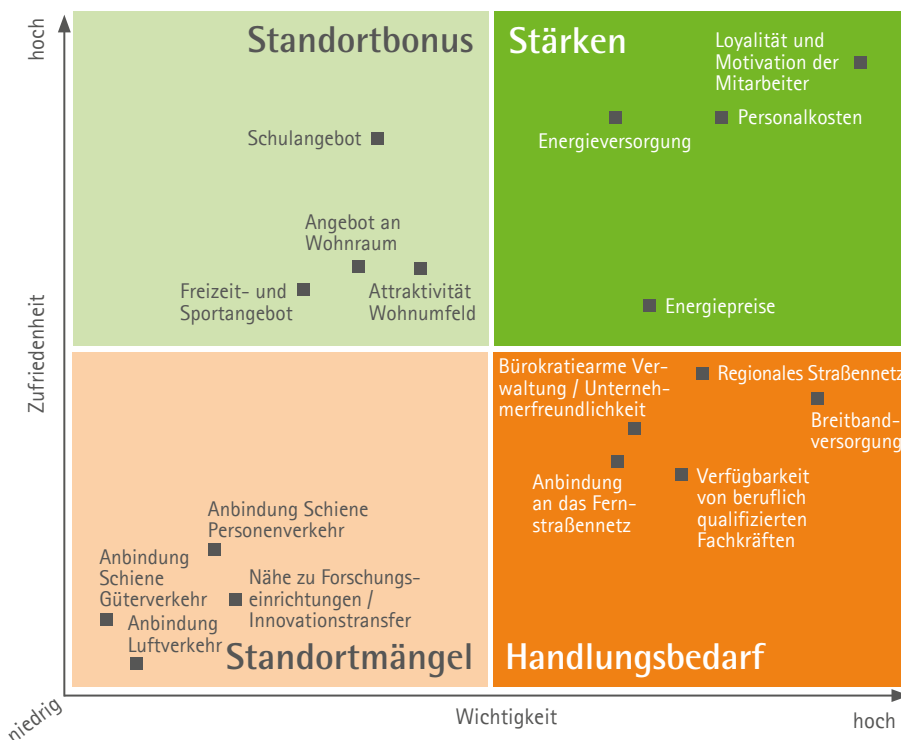 hoch
Zufriedenheit
Standortbonus
Schulangebot
Angebot an
Wohnraum
Freizeit- und
Sportangebot
Attraktivität
Wohnumfeld
Stärken
Loyalität und
Motivation der
Mitarbeiter
Energieversorgung
Personalkosten
Energiepreise
Anbindung Schiene
Personenverkehr
Anbindung
Schiene
Güterverkehr
Nähe zu Forschungs-
einrichtungen /
Innovationstransfer
Anbindung
Luftverkehr
Standortmängel
Bürokratiearme Ver-
waltung / Unterneh-
merfreundlichkeit
Regionales Straßennetz
Breitband-
versorgung
Anbindung
an das Fern-
straßennetz
Verfügbarkeit
von beruflich
qualifizierten
Fachkräften
Handlungsbedarf
niedrig
Wichtigkeit
hoch